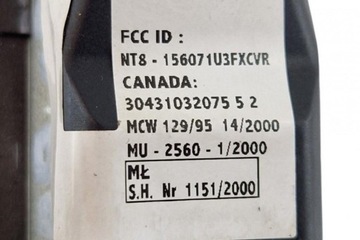 FCC ID :
NT8 - 156071U3FXCVR
CANADA:
30431032075 5 2
MCW 129/95 14/2000
MU - 2560 - 1/2000
MŁ
S.H. Nr 1151/2000